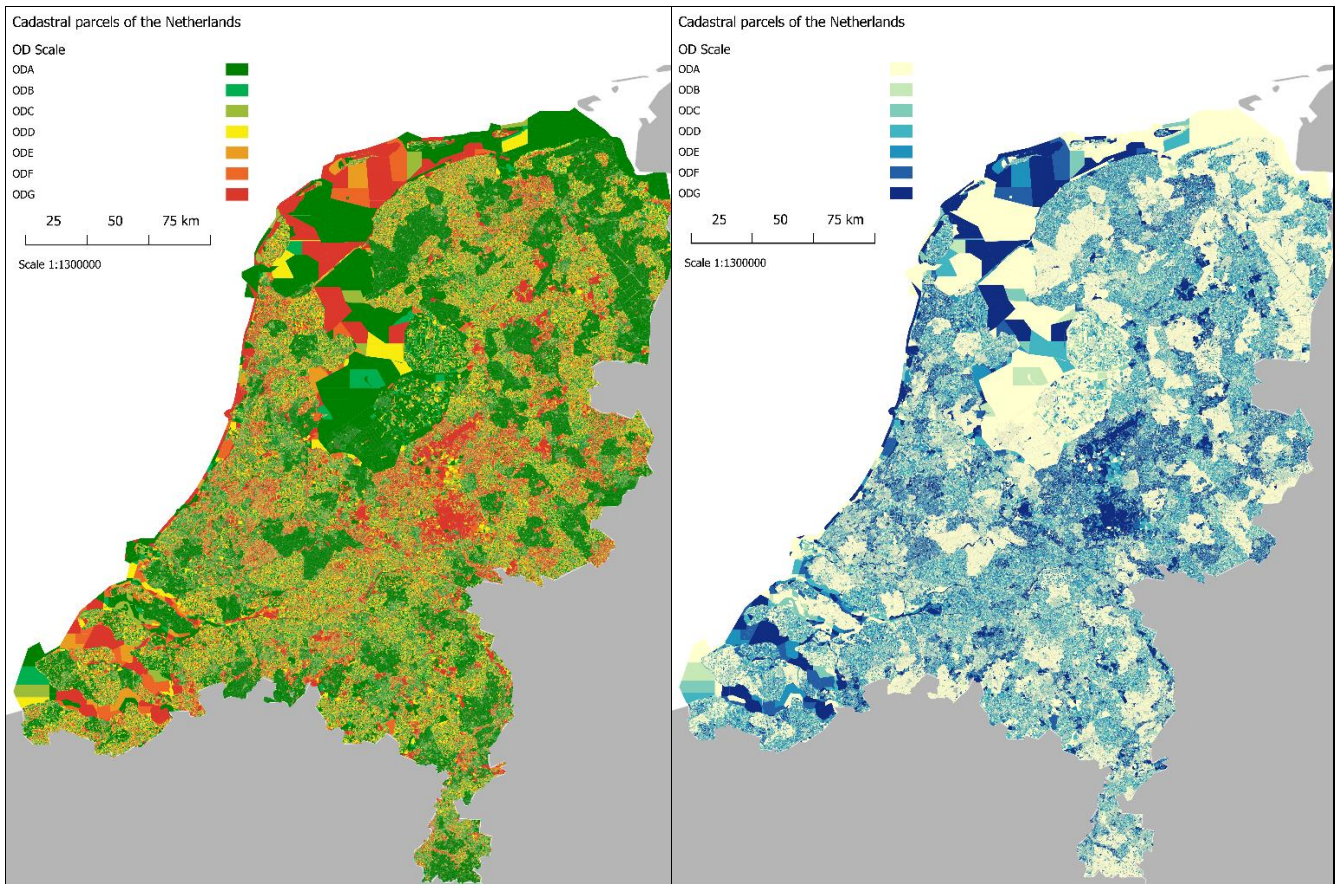 Cadastral parcels of the Netherlands
OD Scale
ODA
ODB
ODC
ODD
ODE
ODF
ODG
25 50 75 km
Scale 1:1300000
Cadastral parcels of the Netherlands
OD Scale
ODA
ODB
ODC
ODD
ODE
ODF
ODG
25 50 75 km
Scale 1:1300000